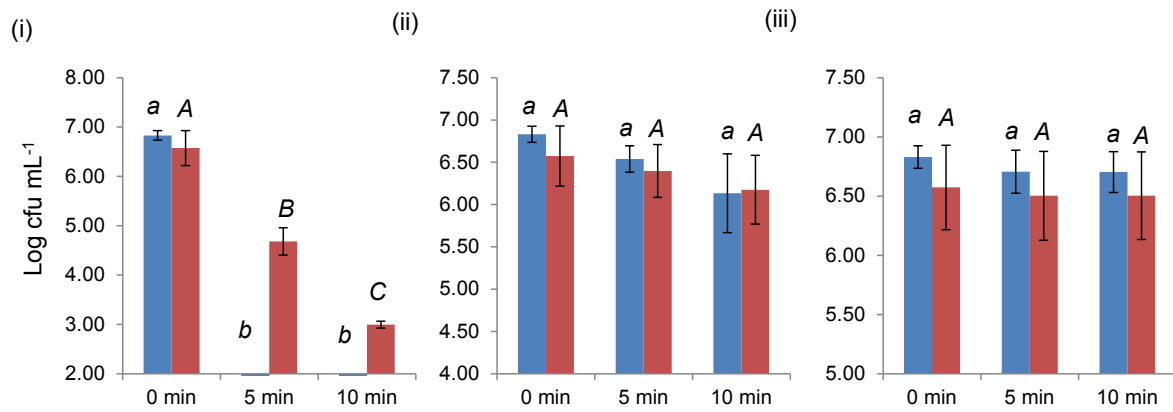 (i)
(ii)
(iii)
Log cfu mL⁻¹
8.00
7.00
6.00
5.00
4.00
3.00
2.00
a A
B
b
b
C
0 min 5 min 10 min
7.50
7.00
6.50
6.00
5.50
5.00
4.50
4.00
a A
a A
a A
0 min 5 min 10 min
7.50
7.00
6.50
6.00
5.50
5.00
a A
a A
a A
0 min 5 min 10 min